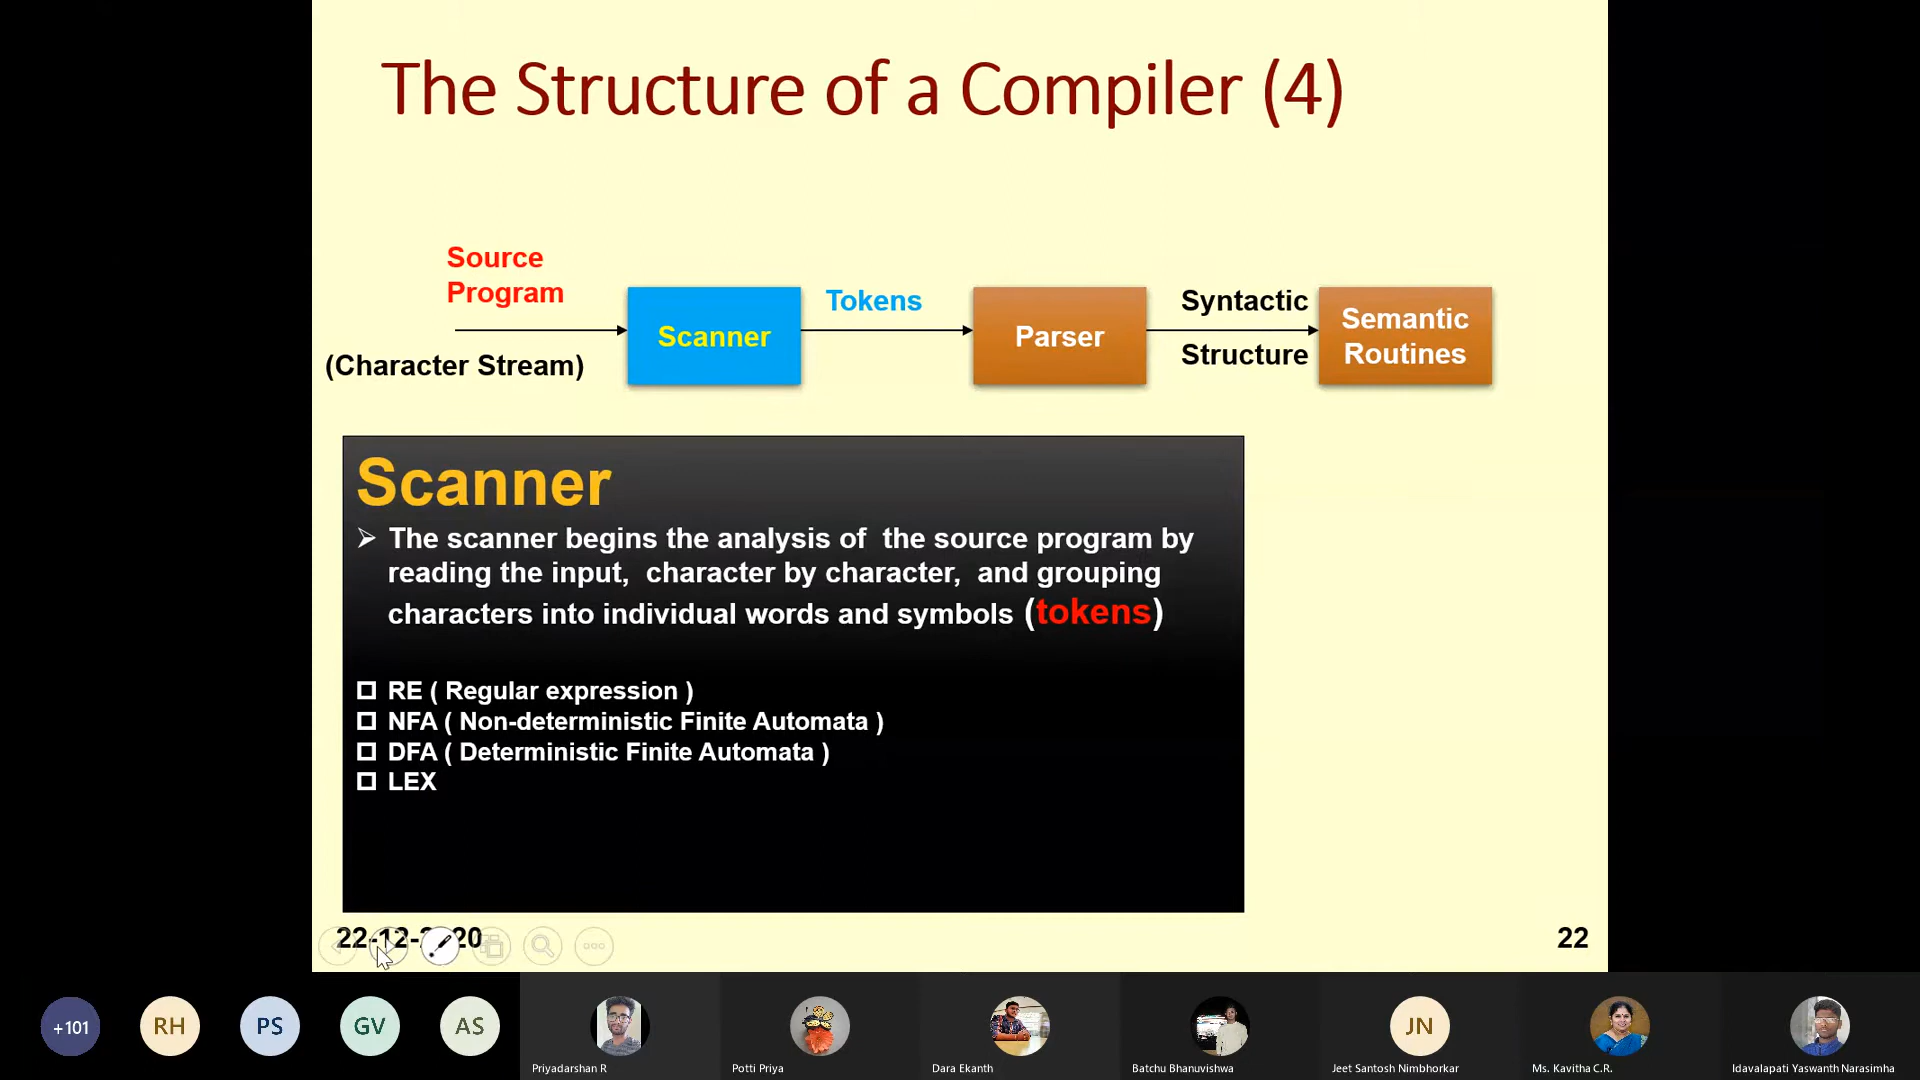 The Structure of a Compiler (4)
Source
Program
(Character Stream)
Scanner
Tokens
Parser
Syntactic
Structure
Semantic
Routines
Scanner
➢ The scanner begins the analysis of the source program by
reading the input, character by character, and grouping
characters into individual words and symbols (tokens)
RE ( Regular expression )
NFA ( Non-deterministic Finite Automata )
DFA ( Deterministic Finite Automata )
LEX
22-12-2020
22
+101
RH
PS
GV
AS
JN
Priyadarshan R
Potti Priya
Dara Ekanth
Batchu Bhanuvishwa
Jeet Santosh Nimbhorkar
Ms. Kavitha C.R.
Idavalapati Yaswanth Narasimha